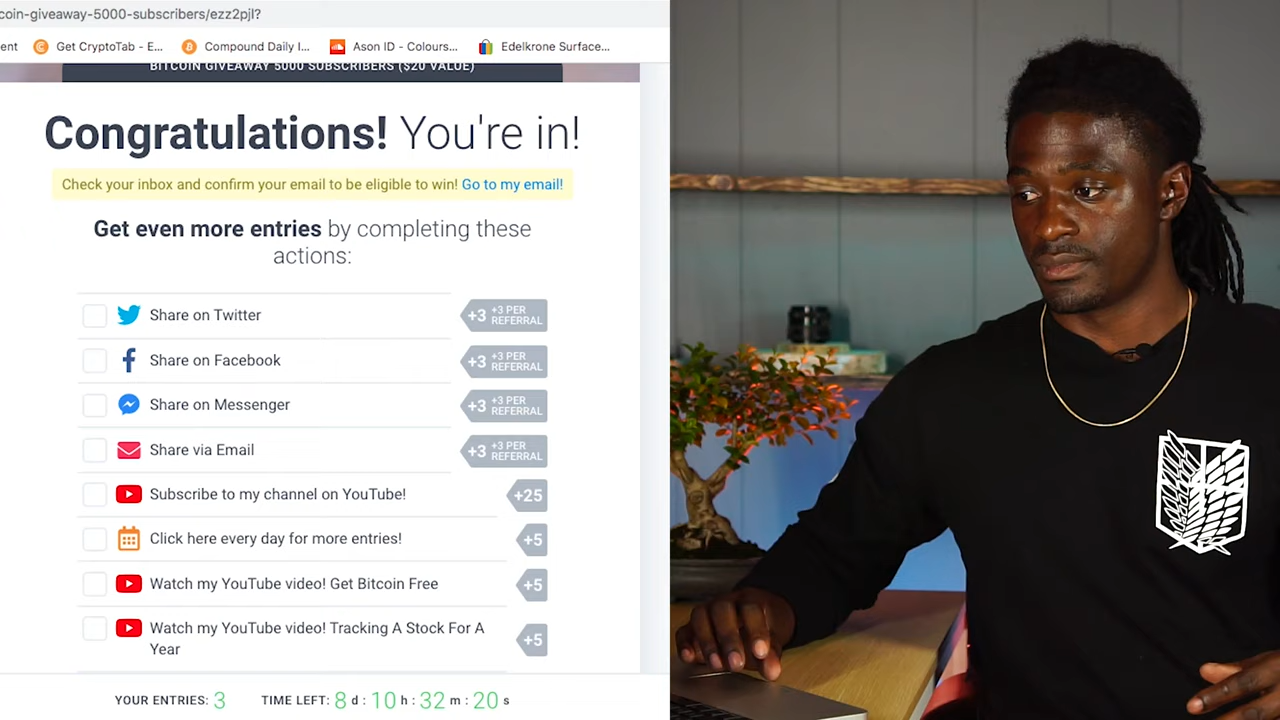 coin-giveaway-5000-subscribers/ezz2pjl?
ent Get CryptoTab - E... Compound Daily I... Ason ID - Colours... Edelkrone Surface...
BITCOIN GIVEAWAY 5000 SUBSCRIBERS ($20 VALUE)
Congratulations! You're in!
Check your inbox and confirm your email to be eligible to win! Go to my email!
Get even more entries by completing these
actions:
Share on Twitter +3 +3 PER REFERRAL
Share on Facebook +3 +3 PER REFERRAL
Share on Messenger +3 +3 PER REFERRAL
Share via Email +3 +3 PER REFERRAL
Subscribe to my channel on YouTube! +25
Click here every day for more entries! +5
Watch my YouTube video! Get Bitcoin Free +5
Watch my YouTube video! Tracking A Stock For A
Year +5
YOUR ENTRIES: 3 TIME LEFT: 8 d : 10 h : 32 m : 20 s